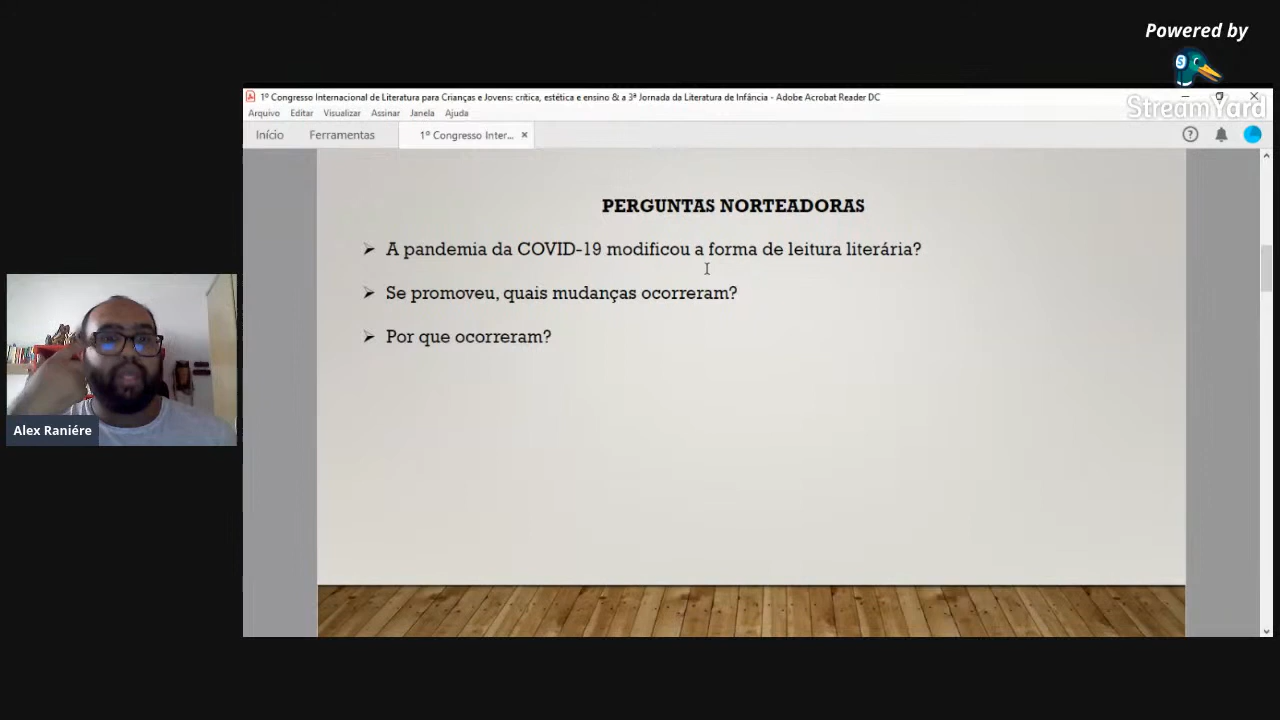 Powered by
StreamYard
1º Congresso Internacional de Literatura para Crianças e Jovens: crítica, estética e ensino & a 3ª Jornada da Literatura de Infância - Adobe Acrobat Reader DC
Arquivo Editar Visualizar Assinar Janela Ajuda
Início Ferramentas 1º Congresso Inter... ×
PERGUNTAS NORTEADORAS
➢ A pandemia da COVID-19 modificou a forma de leitura literária?
➢ Se promoveu, quais mudanças ocorreram?
➢ Por que ocorreram?
Alex Raniére